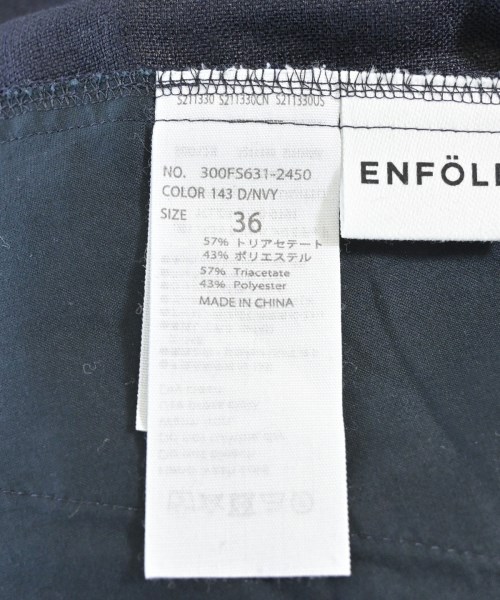 S211330 S211330CN S211330US
NO. 300FS631-2450
COLOR 143 D/NVY
SIZE 36
57% トリアセテート
43% ポリエステル
57% Triacetate
43% Polyester
MADE IN CHINA
ENFÖL